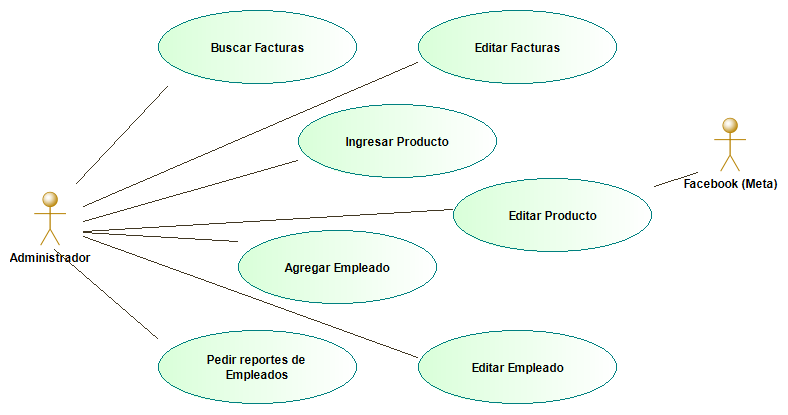 Buscar Facturas
Editar Facturas
Ingresar Producto
Facebook (Meta)
Editar Producto
Administrador
Agregar Empleado
Pedir reportes de
Empleados
Editar Empleado